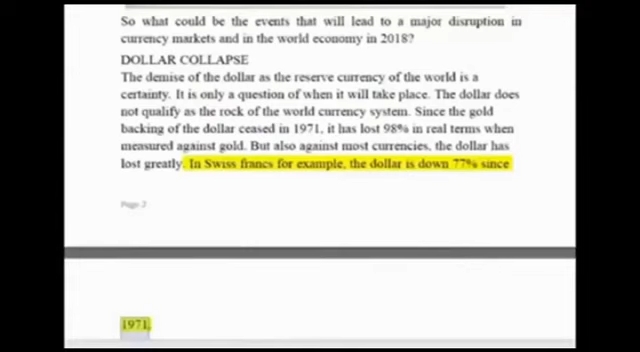 So what could be the events that will lead to a major disruption in
currency markets and in the world economy in 2018?
DOLLAR COLLAPSE
The demise of the dollar as the reserve currency of the world is a
certainty. It is only a question of when it will take place. The dollar does
not qualify as the rock of the world currency system. Since the gold
backing of the dollar ceased in 1971, it has lost 98% in real terms when
measured against gold. But also against most currencies, the dollar has
lost greatly. In Swiss francs for example, the dollar is down 77% since
Page 2
1971.